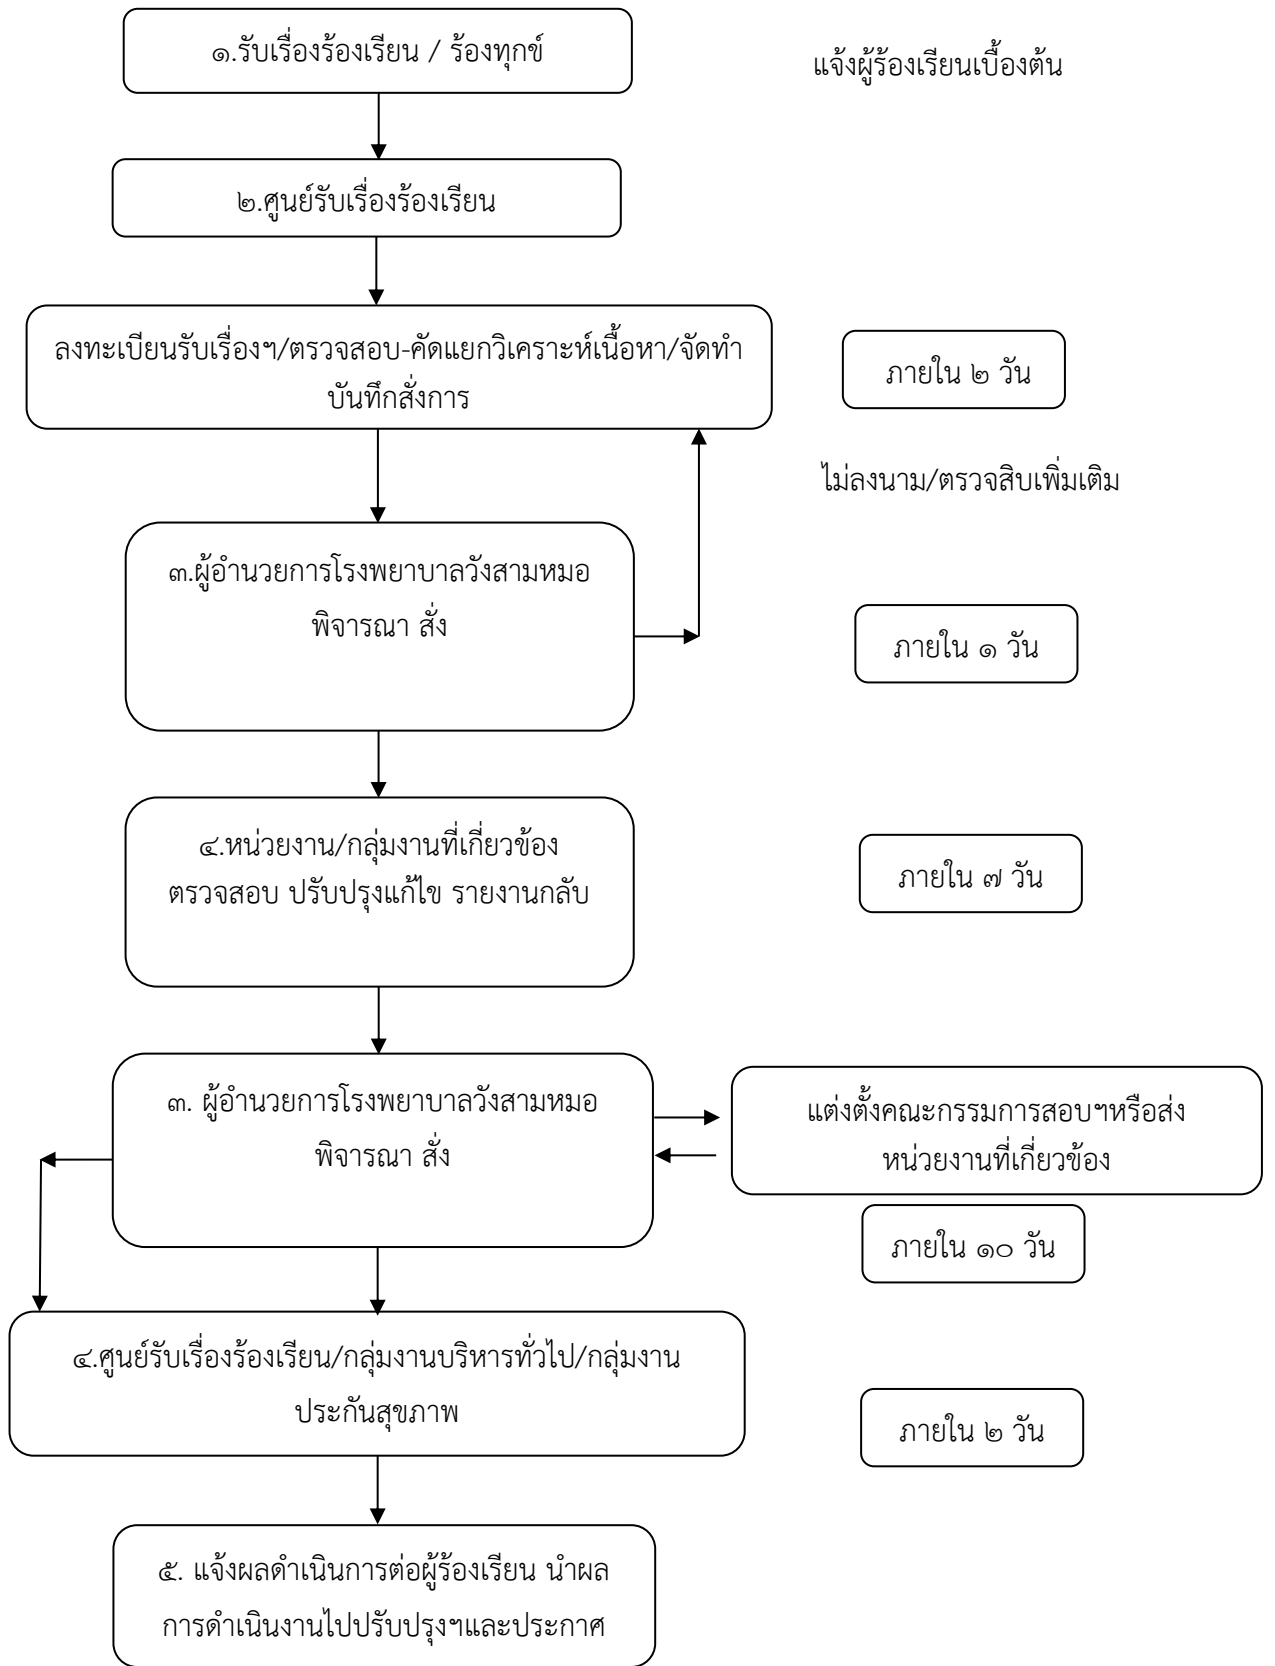 ๑.รับเรื่องร้องเรียน / ร้องทุกข์
แจ้งผู้ร้องเรียนเบื้องต้น
๒.ศูนย์รับเรื่องร้องเรียน
ลงทะเบียนรับเรื่องฯ/ตรวจสอบ-คัดแยกวิเคราะห์เนื้อหา/จัดทำ
บันทึกสั่งการ
ภายใน ๒ วัน
ไม่ลงนาม/ตรวจสิบเพิ่มเติม
๓.ผู้อำนวยการโรงพยาบาลวังสามหมอ
พิจารณา สั่ง
ภายใน ๑ วัน
๔.หน่วยงาน/กลุ่มงานที่เกี่ยวข้อง
ตรวจสอบ ปรับปรุงแก้ไข รายงานกลับ
ภายใน ๗ วัน
๓. ผู้อำนวยการโรงพยาบาลวังสามหมอ
พิจารณา สั่ง
แต่งตั้งคณะกรรมการสอบฯหรือส่ง
หน่วยงานที่เกี่ยวข้อง
ภายใน ๑๐ วัน
๔.ศูนย์รับเรื่องร้องเรียน/กลุ่มงานบริหารทั่วไป/กลุ่มงาน
ประกันสุขภาพ
ภายใน ๒ วัน
๕. แจ้งผลดำเนินการต่อผู้ร้องเรียน นำผล
การดำเนินงานไปปรับปรุงฯและประกาศ